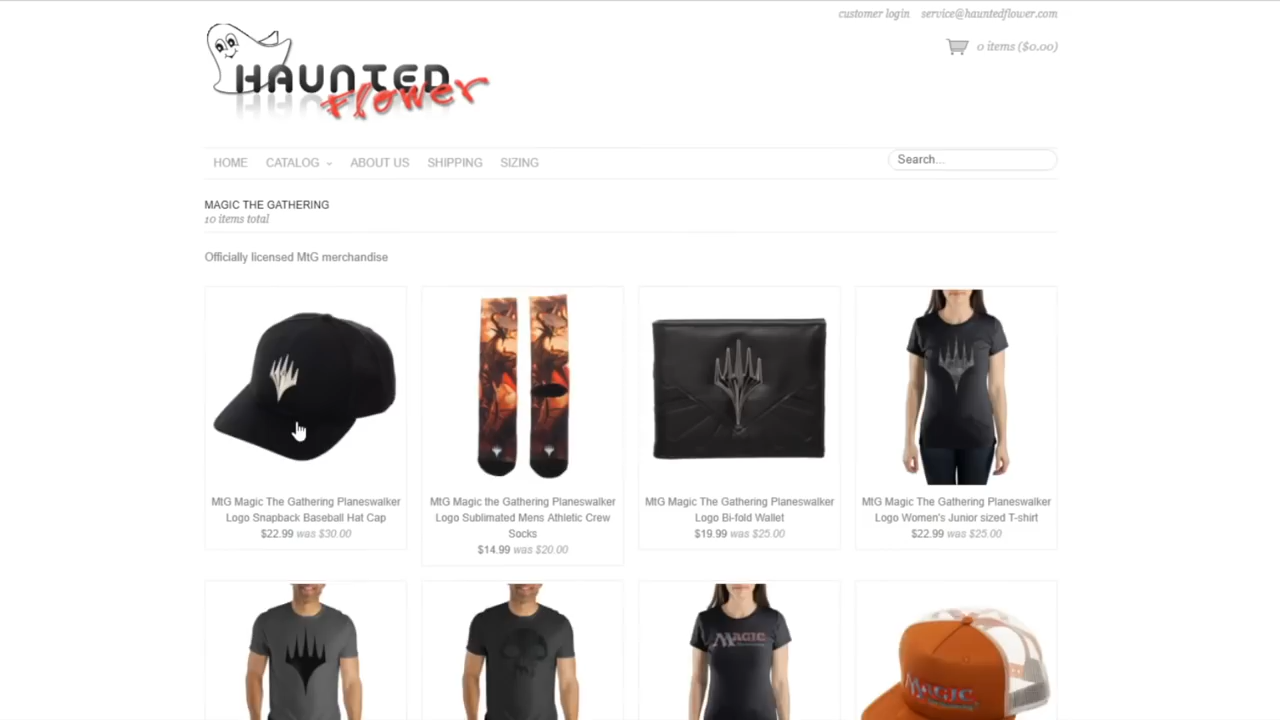 customer login service@hauntedflower.com
0 items ($0.00)
HAUNTED
Flower
HOME CATALOG ABOUT US SHIPPING SIZING
Search...
MAGIC THE GATHERING
10 items total
Officially licensed MtG merchandise
MtG Magic The Gathering Planeswalker
Logo Snapback Baseball Hat Cap
$22.99 was $30.00
MtG Magic the Gathering Planeswalker
Logo Sublimated Mens Athletic Crew
Socks
$14.99 was $20.00
MtG Magic The Gathering Planeswalker
Logo Bi-fold Wallet
$19.99 was $25.00
MtG Magic The Gathering Planeswalker
Logo Women's Junior sized T-shirt
$22.99 was $25.00
MAGIC
MAGIC